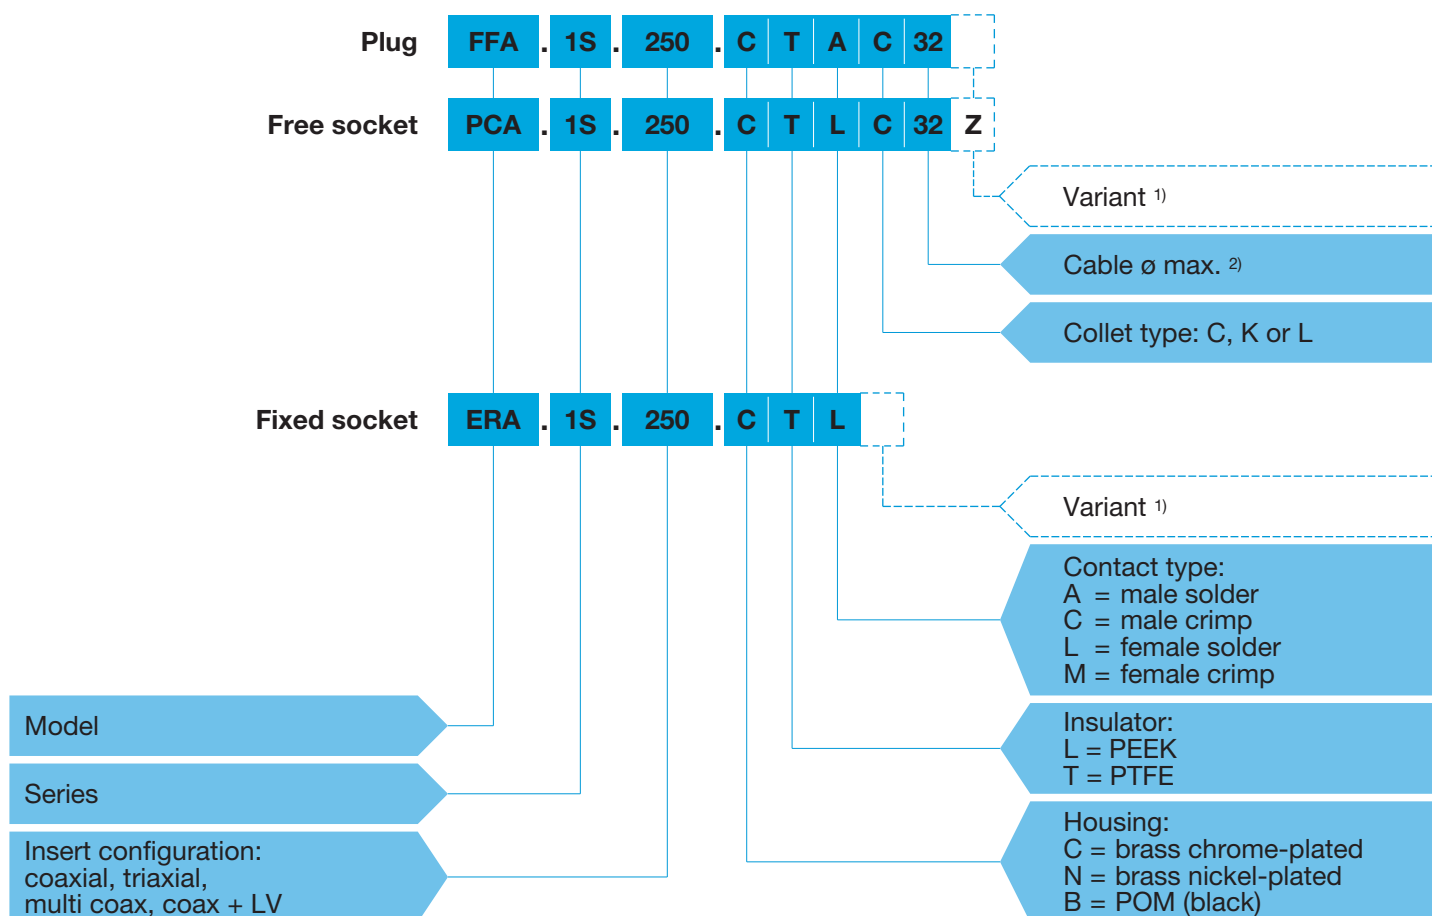 Plug FFA . 1S . 250 . C T A C 32
Free socket PCA . 1S . 250 . C T L C 32 Z
Variant 1)
Cable ø max. 2)
Collet type: C, K or L
Fixed socket ERA . 1S . 250 . C T L
Variant 1)
Contact type:
A = male solder
C = male crimp
L = female solder
M = female crimp
Model
Insulator:
L = PEEK
T = PTFE
Series
Insert configuration:
coaxial, triaxial,
multi coax, coax + LV
Housing:
C = brass chrome-plated
N = brass nickel-plated
B = POM (black)